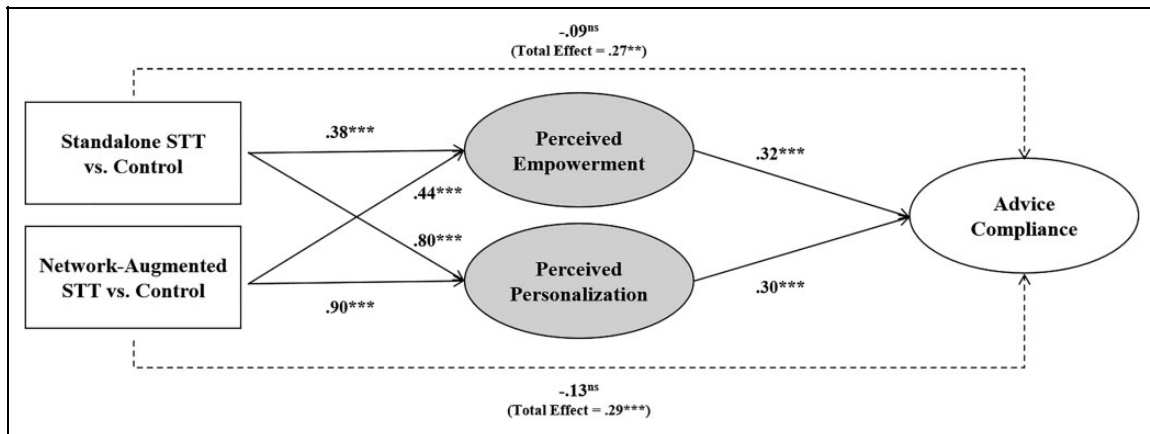 -.09ns
(Total Effect = .27**)
Standalone STT
vs. Control
.38***
Perceived
Empowerment
.32***
.44***
Advice
Compliance
.80***
Network-Augmented
STT vs. Control
.90***
Perceived
Personalization
.30***
-.13ns
(Total Effect = .29***)